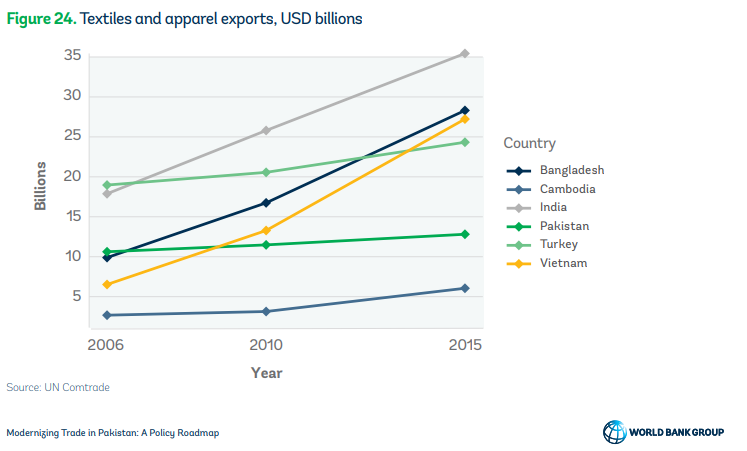 Figure 24. Textiles and apparel exports, USD billions
35
30
25
20
15
10
5
Billions
2006 2010 2015
Year
Country
Bangladesh
Cambodia
India
Pakistan
Turkey
Vietnam
Source: UN Comtrade
Modernizing Trade in Pakistan: A Policy Roadmap
WORLD BANK GROUP